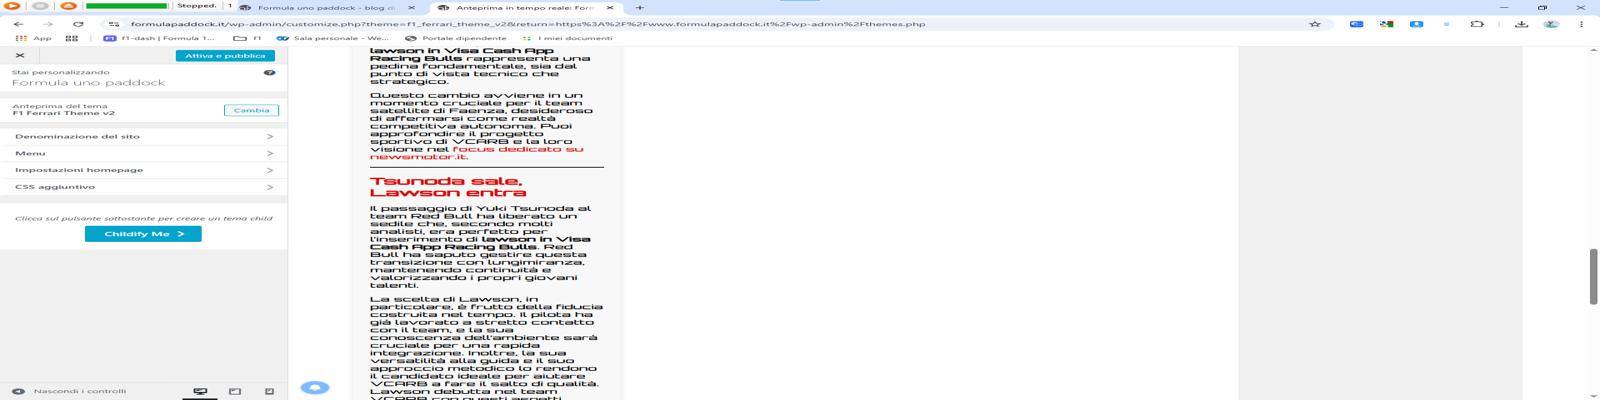 Stopped. 1
Formula uno paddock - blog di
Anteprima in tempo reale: Forr
formulapaddock.it/wp-admin/customize.php?theme=f1_ferrari_theme_v2&return=https%3A%2F%2Fwww.formulapaddock.it%2Fwp-admin%2Fthemes.php
App
f1-dash | Formula 1...
f1
Sala personale - We...
Portale dipendente
I miei documenti
Attiva e pubblica
Stai personalizzando
Formula uno paddock
Anteprima del tema
F1 Ferrari Theme v2
Cambia
Denominazione del sito
Menu
Impostazioni homepage
CSS aggiuntivo
Clicca sul pulsante sottostante per creare un tema child
Childify Me
Nascondi i controlli
lawson in Visa Cash App
Racing Bulls rappresenta una
pedina fondamentale, sia dal
punto di vista tecnico che
strategico.
Questo cambio avviene in un
momento cruciale per il team
satellite di Faenza, desideroso
di affermarsi come realtà
competitiva autonoma. Puoi
approfondire il progetto
sportivo di VCARB e la loro
visione nel focus dedicato su
newsmotor.it.
Tsunoda sale,
Lawson entra
Il passaggio di Yuki Tsunoda al
team Red Bull ha liberato un
sedile che, secondo molti
analisti, era perfetto per
l'inserimento di lawson in Visa
Cash App Racing Bulls. Red
Bull ha saputo gestire questa
transizione con lungimiranza,
mantenendo continuità e
valorizzando i propri giovani
talenti.
La scelta di Lawson, in
particolare, è frutto della fiducia
costruita nel tempo. Il pilota ha
già lavorato a stretto contatto
con il team, e la sua
conoscenza dell'ambiente sarà
cruciale per una rapida
integrazione. Inoltre, la sua
versatilità alla guida e il suo
approccio metodico lo rendono
il candidato ideale per aiutare
VCARB a fare il salto di qualità.
Lawson debutta nel team
VCARB con questi aspetti